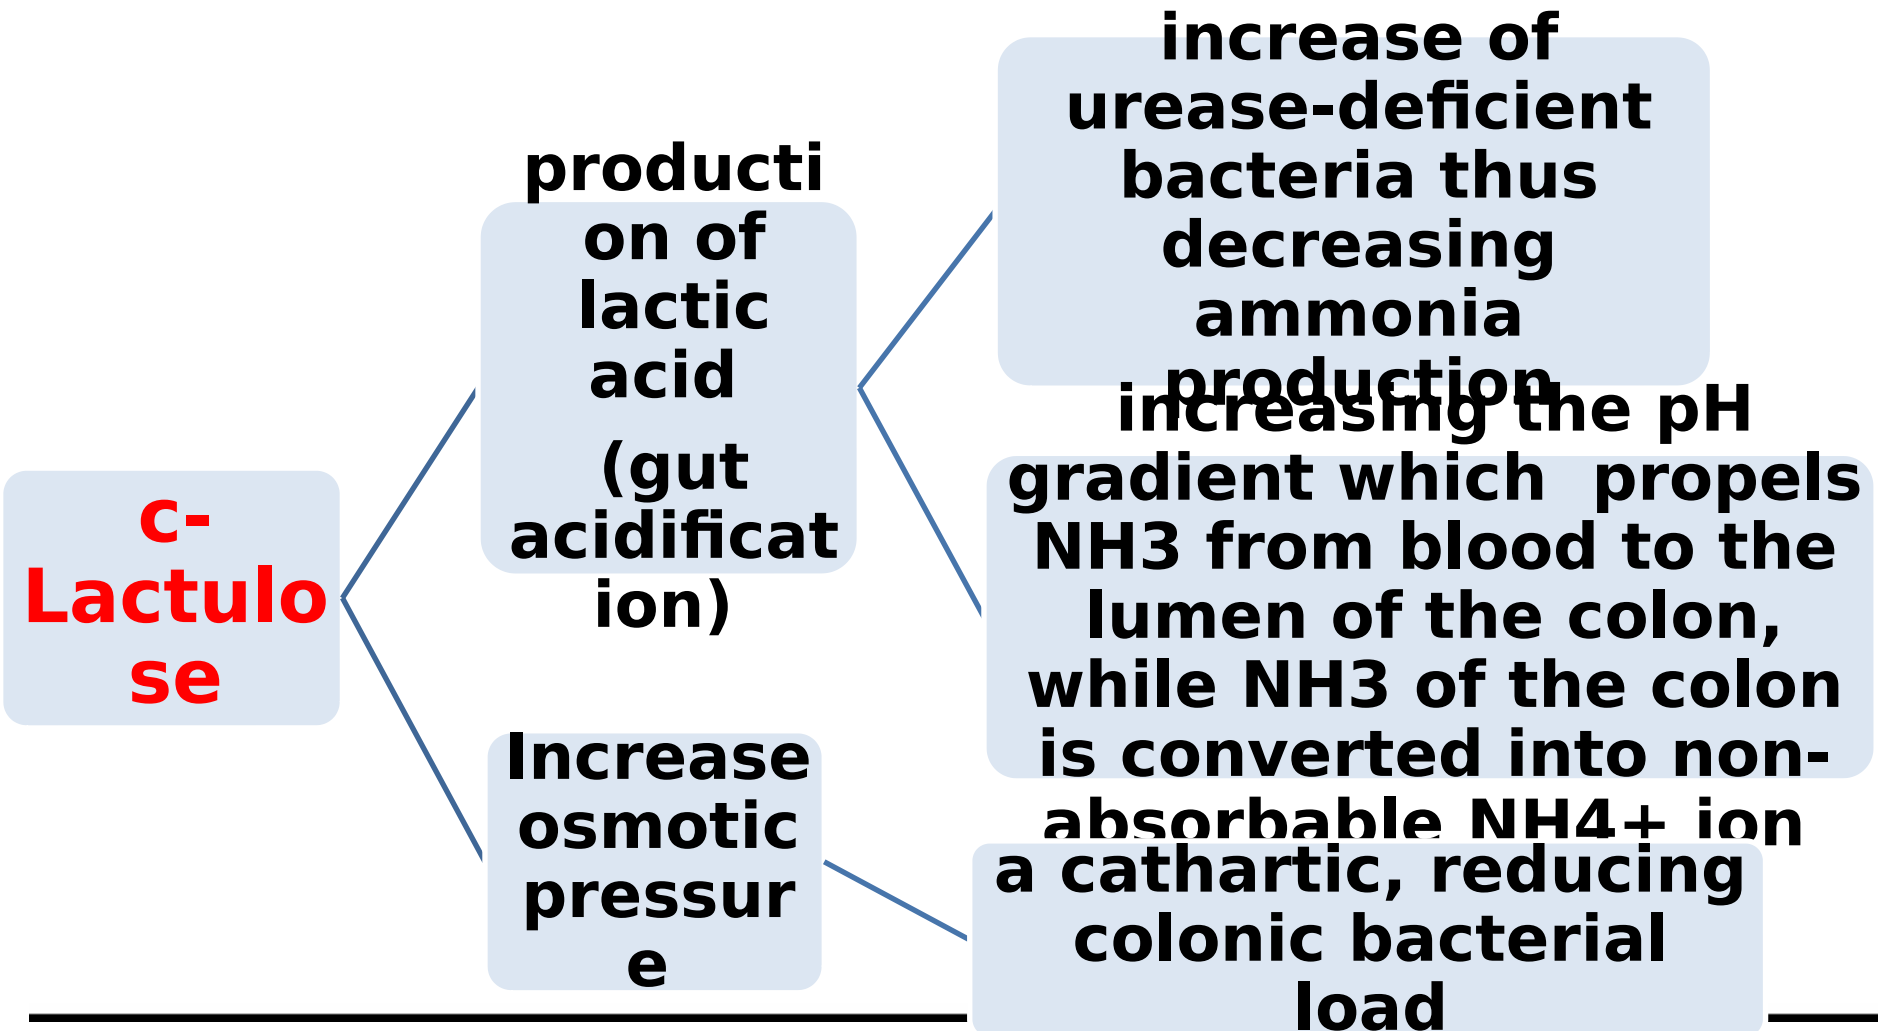 c-
Lactulo
se
producti
on of
lactic
acid
(gut
acidificat
ion)
increase of
urease-deficient
bacteria thus
decreasing
ammonia
production
increasing the pH
gradient which  propels
NH3 from blood to the
lumen of the colon,
while NH3 of the colon
is converted into non-
absorbable NH4+ ion
Increase
osmotic
pressur
e
a cathartic, reducing
colonic bacterial
load